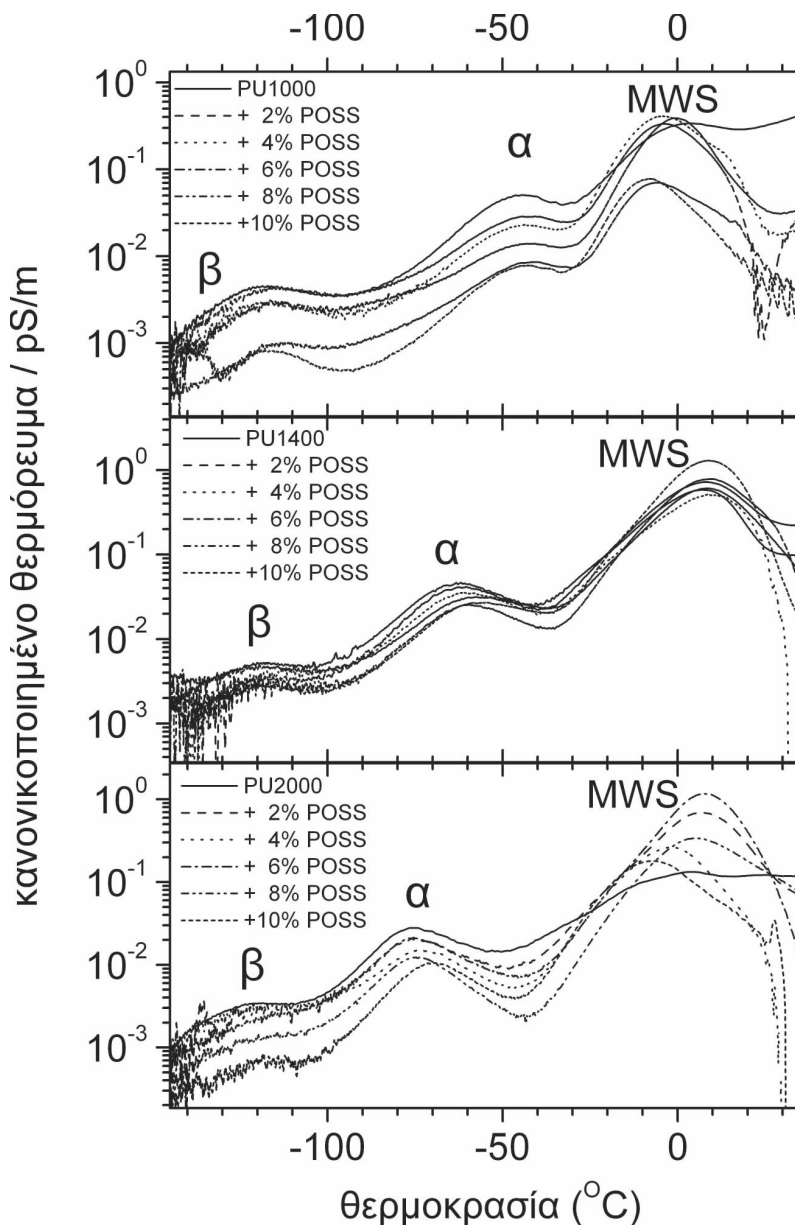 -100 -50 0
10^0
10^-1
10^-2
10^-3
PU1000
+ 2% POSS
+ 4% POSS
+ 6% POSS
+ 8% POSS
+10% POSS
β
α
MWS
10^0
10^-1
10^-2
10^-3
PU1400
+ 2% POSS
+ 4% POSS
+ 6% POSS
+ 8% POSS
+10% POSS
β
α
MWS
10^0
10^-1
10^-2
10^-3
PU2000
+ 2% POSS
+ 4% POSS
+ 6% POSS
+ 8% POSS
+10% POSS
β
α
MWS
-100 -50 0
θερμοκρασία (°C)
κανονικοποιημένο θερμόρευμα / pS/m